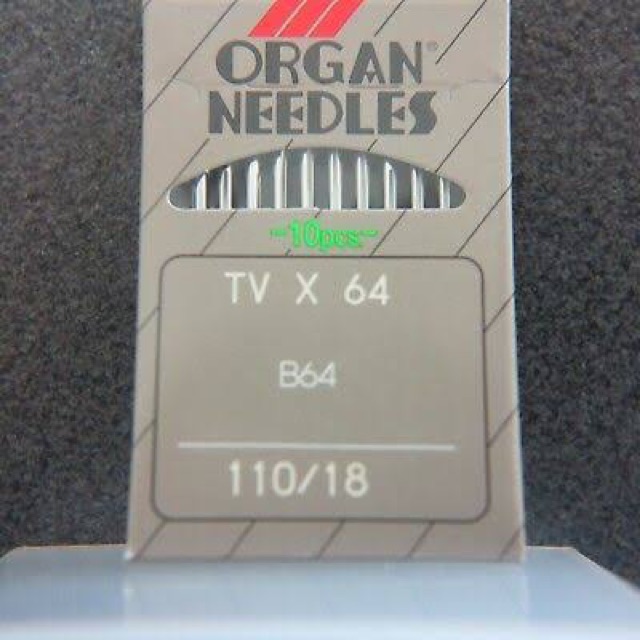 ORGAN®
NEEDLES
-10pcs-
TV X 64
B64
110/18